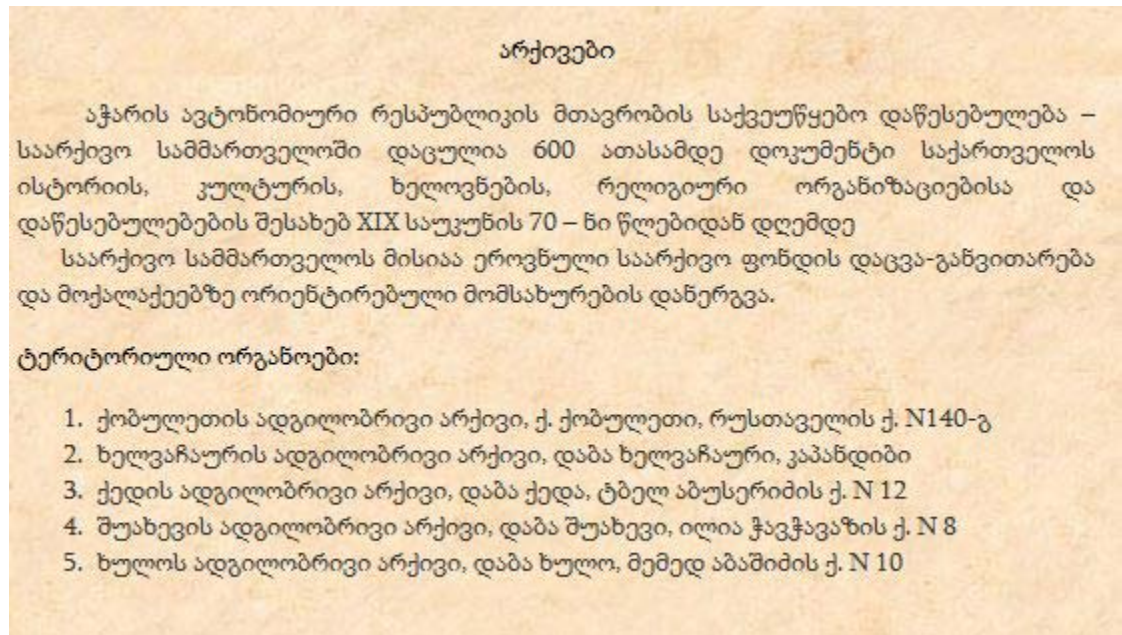 არქივები
აჭარის ავტონომიური რესპუბლიკის მთავრობის საქვეუწყებო დაწესებულება –
საარქივო სამმართველოში დაცულია 600 ათასამდე დოკუმენტი საქართველოს
ისტორიის, კულტურის, ხელოვნების, რელიგიური ორგანიზაციებისა და
დაწესებულებების შესახებ XIX საუკუნის 70 – ნი წლებიდან დღემდე
საარქივო სამმართველოს მისიაა ეროვნული საარქივო ფონდის დაცვა-განვითარება
და მოქალაქეებზე ორიენტირებული მომსახურების დანერგვა.
ტერიტორიული ორგანოები:
1. ქობულეთის ადგილობრივი არქივი, ქ. ქობულეთი, რუსთაველის ქ. N140-გ
2. ხელვაჩაურის ადგილობრივი არქივი, დაბა ხელვაჩაური, კაპანდიბი
3. ქედის ადგილობრივი არქივი, დაბა ქედა, ტბელ აბუსერიძის ქ. N 12
4. შუახევის ადგილობრივი არქივი, დაბა შუახევი, ილია ჭავჭავაზის ქ. N 8
5. ხულოს ადგილობრივი არქივი, დაბა ხულო, მემედ აბაშიძის ქ. N 10